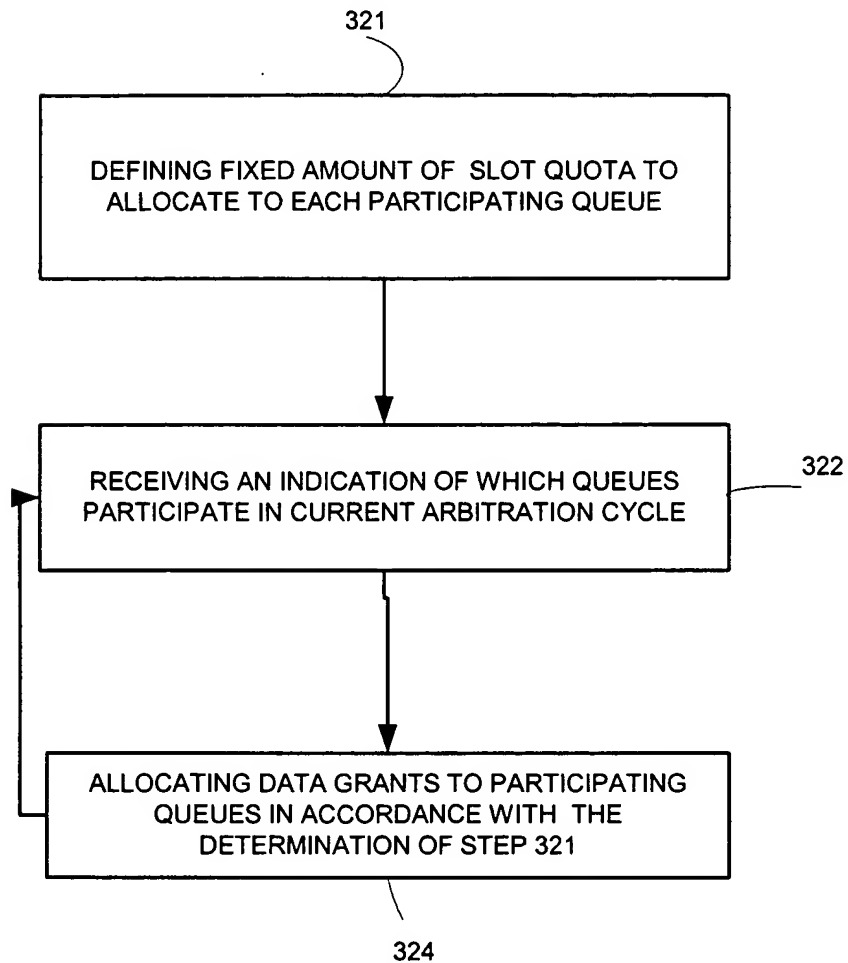 321
DEFINING FIXED AMOUNT OF SLOT QUOTA TO
ALLOCATE TO EACH PARTICIPATING QUEUE
RECEIVING AN INDICATION OF WHICH QUEUES
PARTICIPATE IN CURRENT ARBITRATION CYCLE
322
ALLOCATING DATA GRANTS TO PARTICIPATING
QUEUES IN ACCORDANCE WITH THE
DETERMINATION OF STEP 321
324